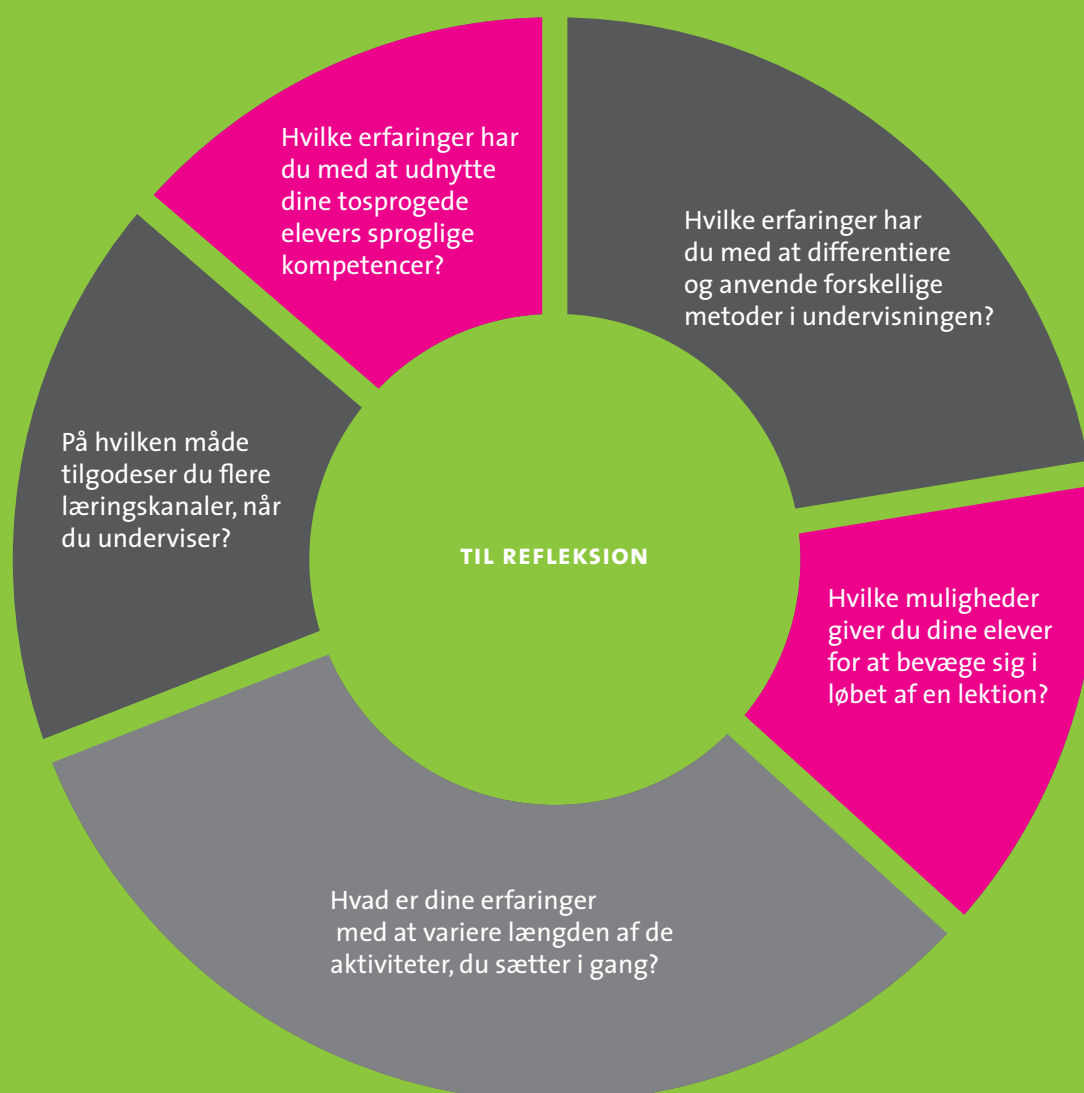 Hvilke erfaringer har
du med at udnytte
dine tosprogede
elevers sproglige
kompetencer?
Hvilke erfaringer har
du med at differentiere
og anvende forskellige
metoder i undervisningen?
På hvilken måde
tilgodeser du flere
læringskanaler, når
du underviser?
TIL REFLEKSION
Hvilke muligheder
giver du dine elever
for at bevæge sig i
løbet af en lektion?
Hvad er dine erfaringer
med at variere længden af de
aktiviteter, du sætter i gang?